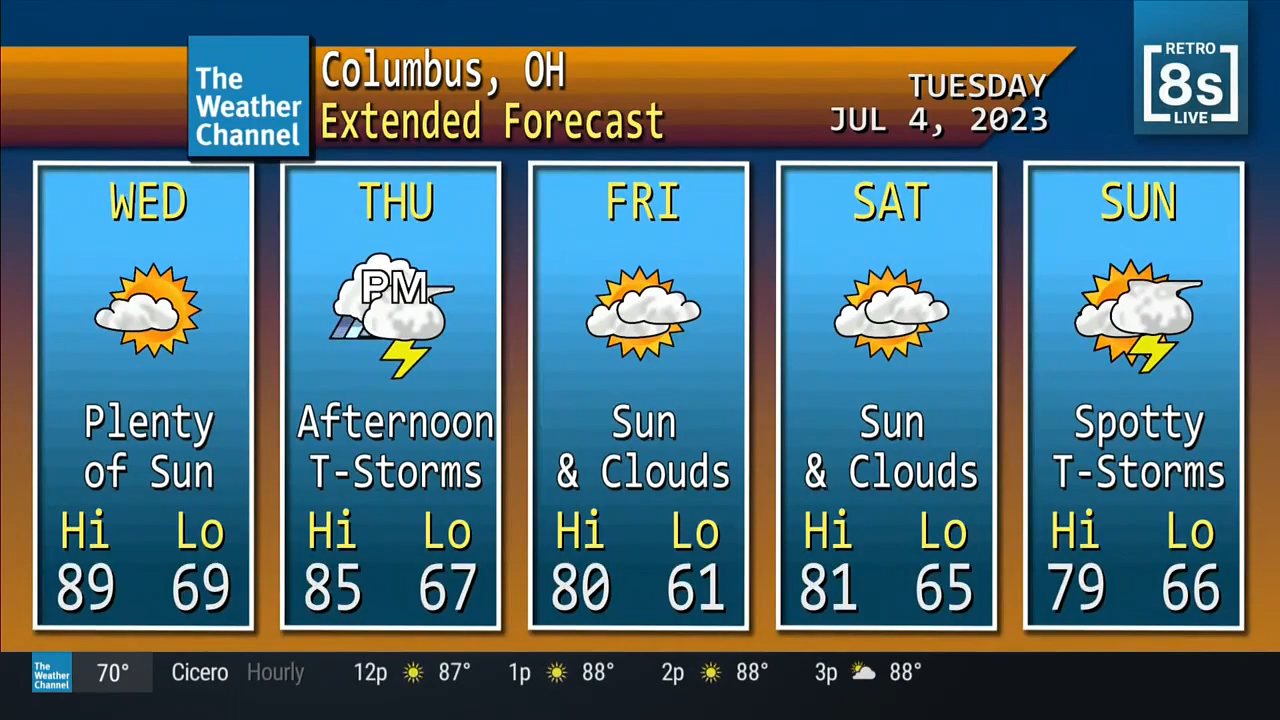 The
Weather
Channel
Columbus, OH
Extended Forecast
TUESDAY
JUL 4, 2023
RETRO
8s
LIVE
WED
Plenty
of Sun
Hi Lo
89 69
THU
PM
Afternoon
T-Storms
Hi Lo
85 67
FRI
Sun
& Clouds
Hi Lo
80 61
SAT
Sun
& Clouds
Hi Lo
81 65
SUN
Spotty
T-Storms
Hi Lo
79 66
The
Weather
Channel
70° Cicero Hourly 12p 87° 1p 88° 2p 88° 3p 88°